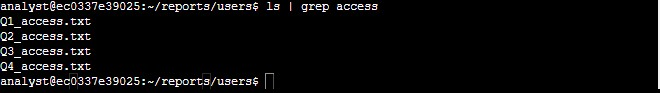 analyst@ec0337e39025:~/reports/users$ ls | grep access
Q1_access.txt
Q2_access.txt
Q3_access.txt
Q4_access.txt
analyst@ec0337e39025:~/reports/users$